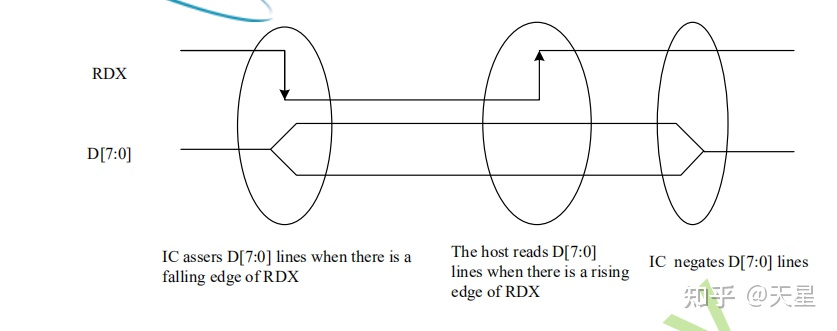 RDX
D[7:0]
IC assers D[7:0] lines when there is a
falling edge of RDX
The host reads D[7:0]
lines when there is a rising
edge of RDX
IC negates D[7:0] lines
知乎 @天星